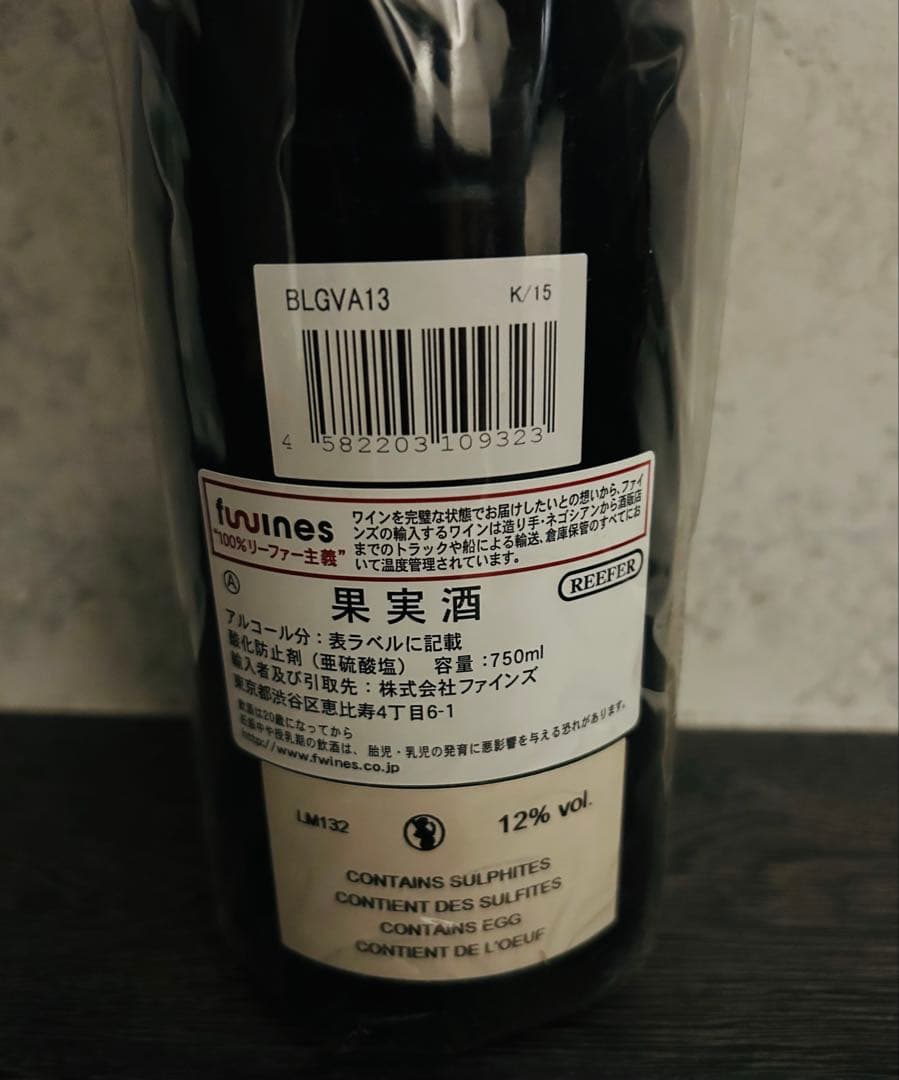 BLGVA13 K/15
4 582203 109323
fwines
"100%リーファー主義"
ワインを完璧な状態でお届けしたいとの想いから、ファイ
ンズの輸入するワインは造り手・ネゴシアンから酒販店
までのトラックや船による輸送、倉庫保管のすべてにお
いて温度管理されています。
REEFER
A
果実酒
アルコール分：表ラベルに記載
酸化防止剤（亜硫酸塩） 容量：750ml
輸入者及び引取先：株式会社ファインズ
東京都渋谷区恵比寿4丁目6-1
飲酒は20歳になってから
妊娠中や授乳期の飲酒は、胎児・乳児の発育に悪影響を与える恐れがあります。
http://www.fwines.co.jp
LM132 12% vol.
CONTAINS SULPHITES
CONTIENT DES SULFITES
CONTAINS EGG
CONTIENT DE L'OEUF